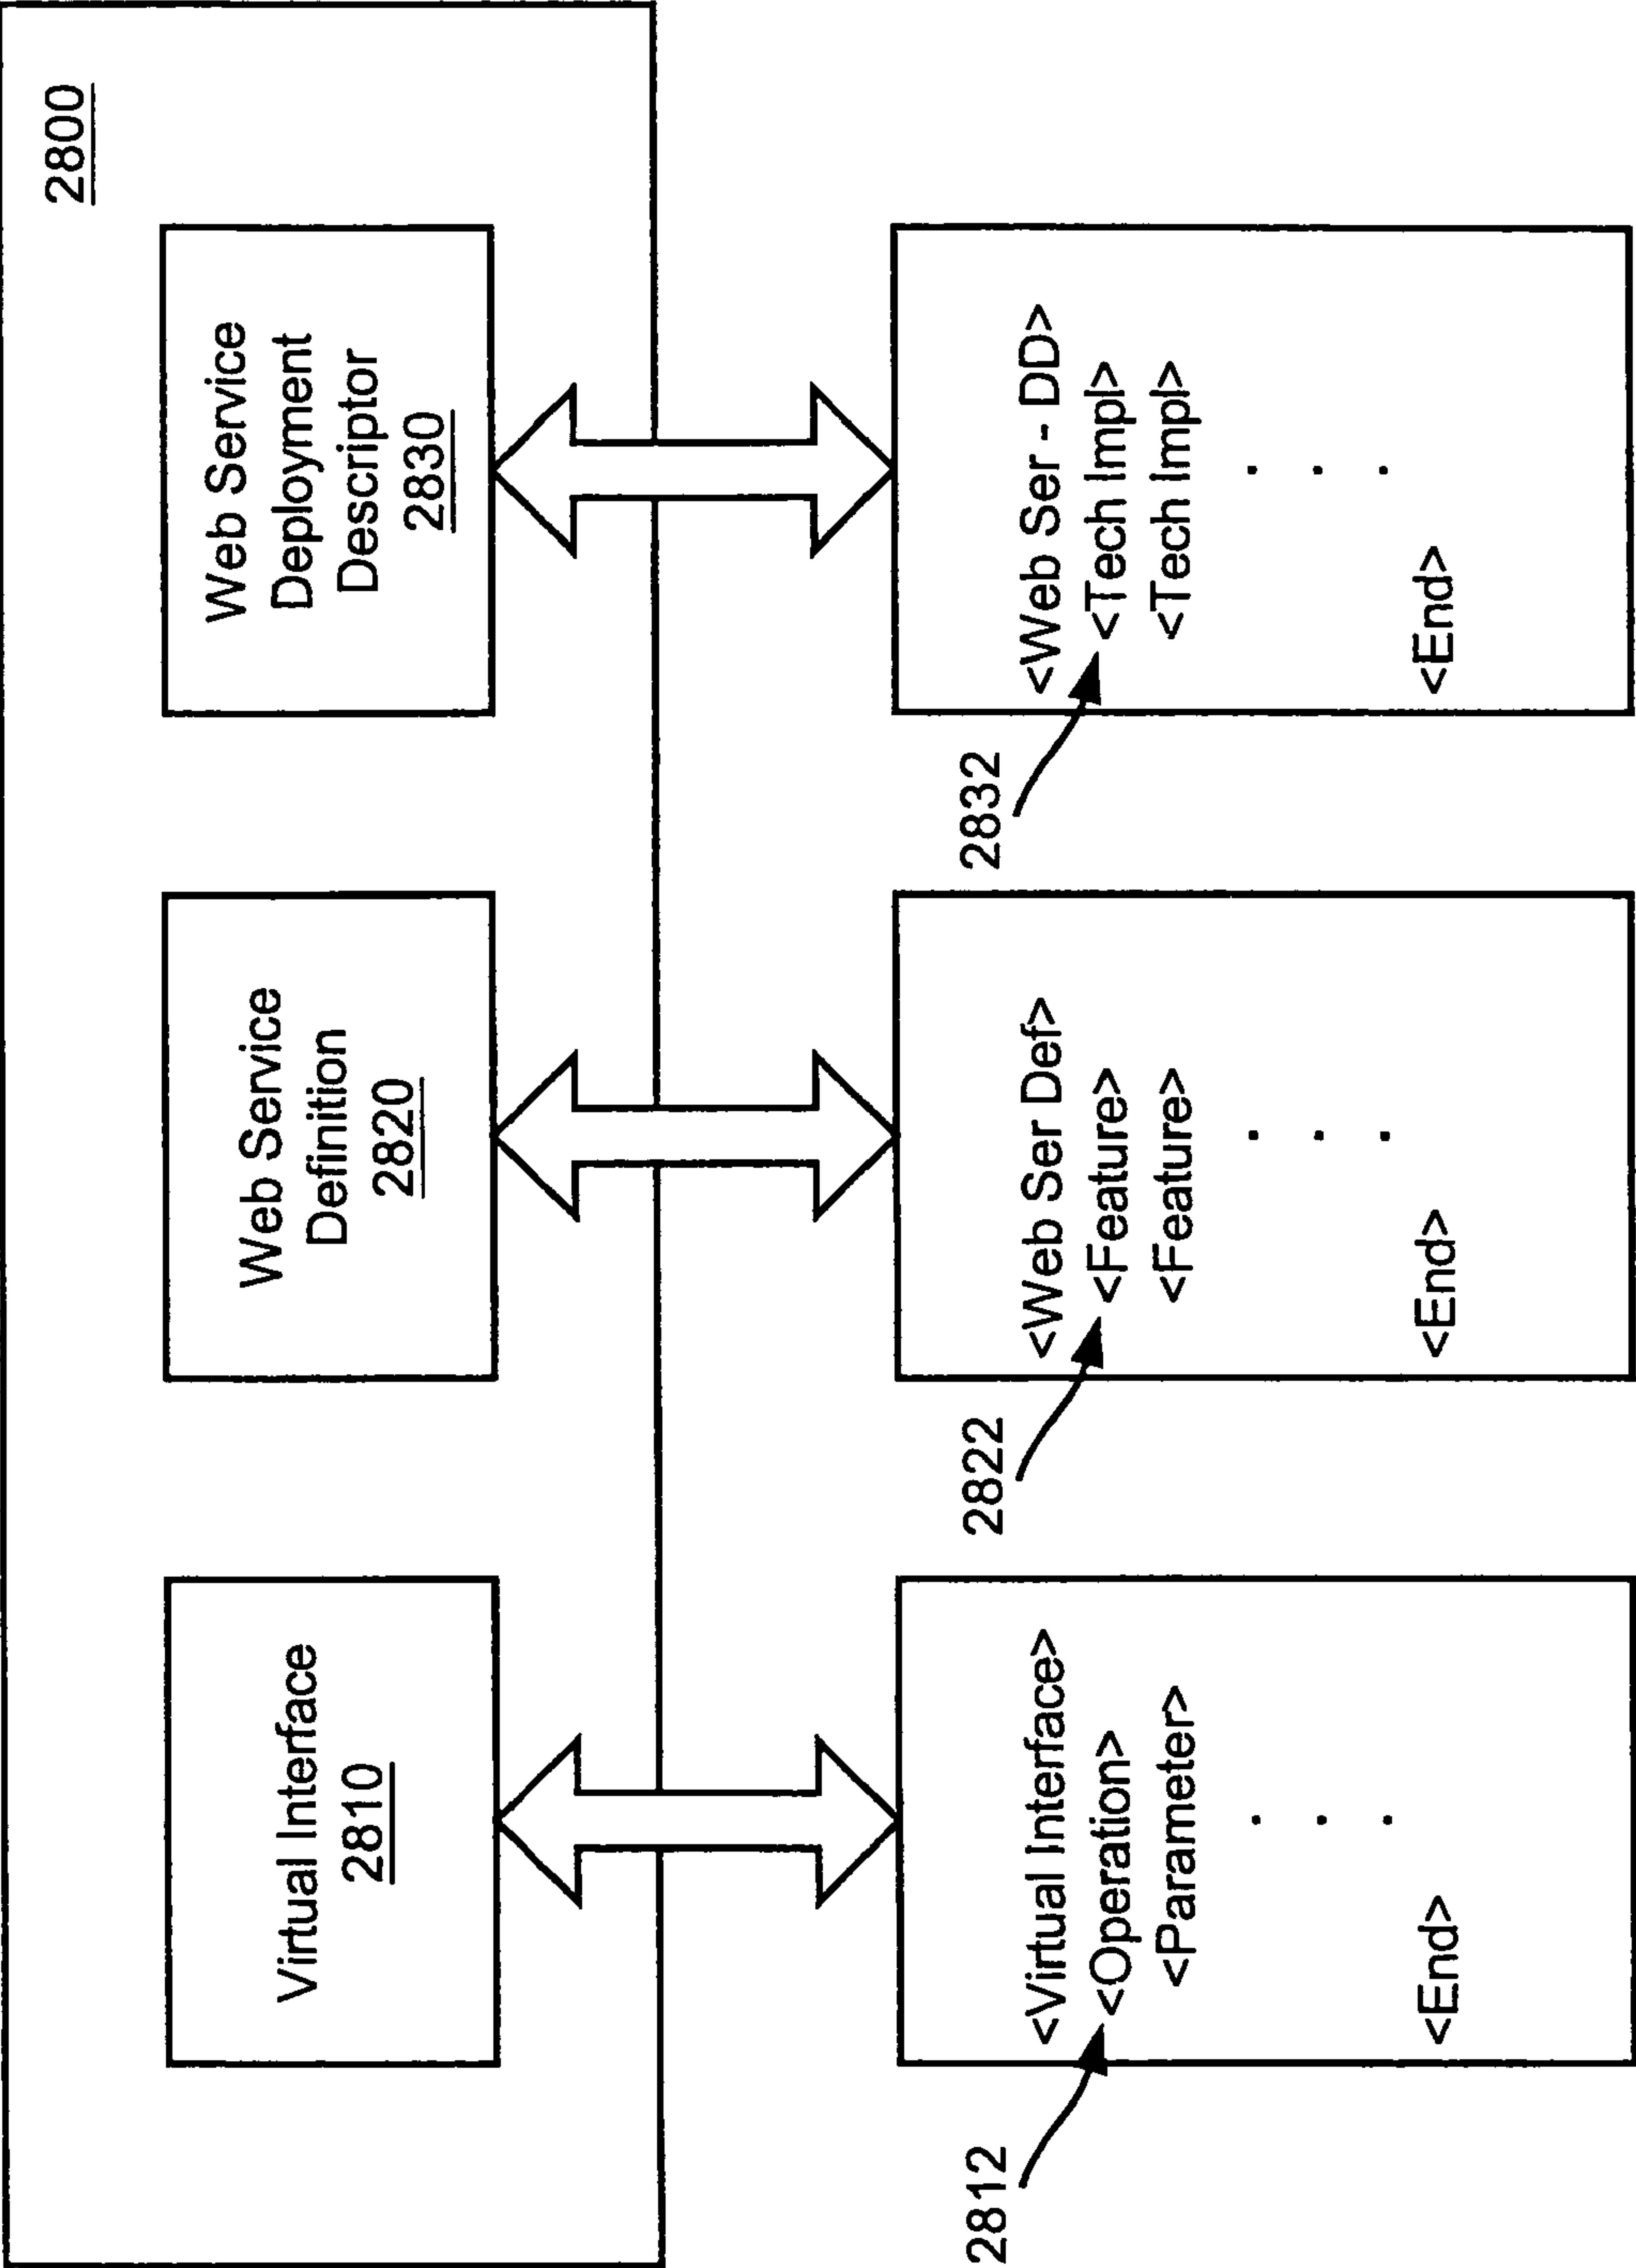 2800
Virtual Interface
2810
Web Service
Definition
2820
Web Service
Deployment
Descriptor
2830
2812
<Virtual Interface>
<Operation>
<Parameter>
.
.
.
<End>
2822
<Web Ser Def>
<Feature>
<Feature>
.
.
.
<End>
2832
<Web Ser - DD>
<Tech Impl>
<Tech Impl>
.
.
.
<End>